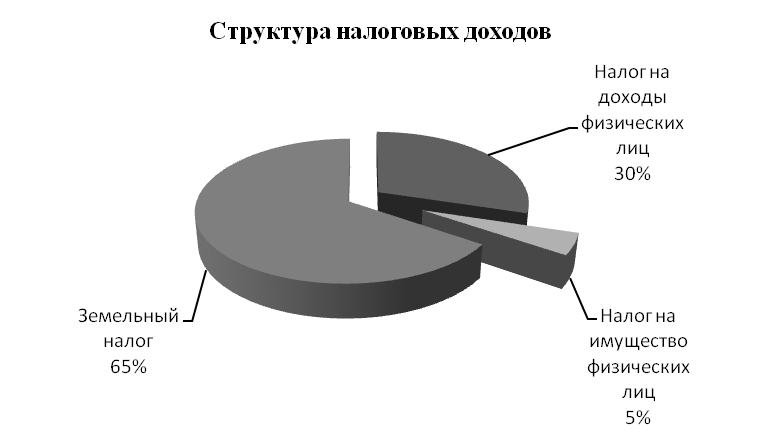 Структура налоговых доходов
Налог на
доходы
физических
лиц
30%
Земельный
налог
65%
Налог на
имущество
физических
лиц
5%